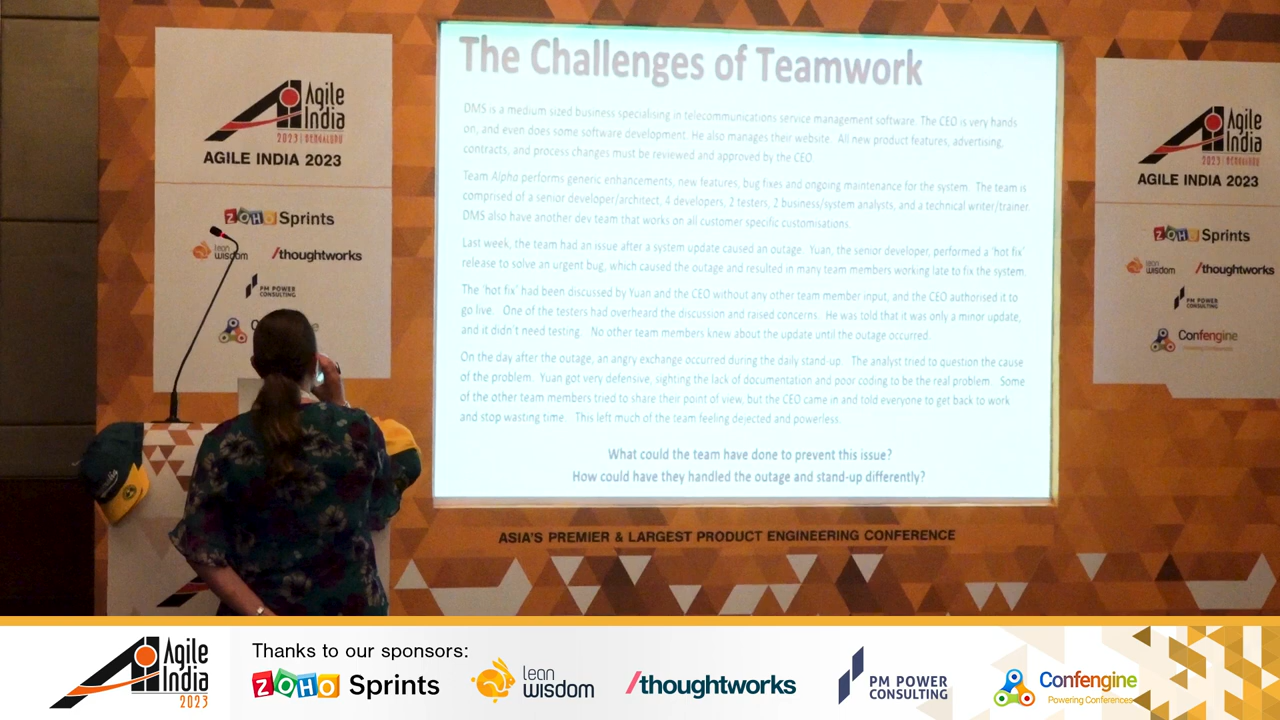 The Challenges of Teamwork
DMS is a medium sized business specialising in telecommunications service management software. The CEO is very hands
on, and even does some software development. He also manages their website. All new product features, advertising,
contracts, and process changes must be reviewed and approved by the CEO.
Team Alpha performs generic enhancements, new features, bug fixes and ongoing maintenance for the system. The team is
comprised of a senior developer/architect, 4 developers, 2 testers, 2 business/system analysts, and a technical writer/trainer.
DMS also have another dev team that works on all customer specific customisations.
Last week, the team had an issue after a system update caused an outage. Yuan, the senior developer, performed a 'hot fix'
release to solve an urgent bug, which caused the outage and resulted in many team members working late to fix the system.
The 'hot fix' had been discussed by Yuan and the CEO without any other team member input, and the CEO authorised it to
go live. One of the testers had overheard the discussion and raised concerns. He was told that it was only a minor update,
and it didn't need testing. No other team members knew about the update until the outage occurred.
On the day after the outage, an angry exchange occurred during the daily stand-up. The analyst tried to question the cause
of the problem. Yuan got very defensive, sighting the lack of documentation and poor coding to be the real problem. Some
of the other team members tried to share their point of view, but the CEO came in and told everyone to get back to work
and stop wasting time. This left much of the team feeling dejected and powerless.
What could the team have done to prevent this issue?
How could have they handled the outage and stand-up differently?
Agile
India
2023 | BENGALURU
AGILE INDIA 2023
ZOHO Sprints
lean
wisdom
/thoughtworks
PM POWER
CONSULTING
Agile
India
2023 | BENGALURU
AGILE INDIA 2023
ZOHO Sprints
lean
wisdom
/thoughtworks
PM POWER
CONSULTING
Confengine
Powering Conferences
ASIA'S PREMIER & LARGEST PRODUCT ENGINEERING CONFERENCE
Agile
India
2023
Thanks to our sponsors:
ZOHO Sprints
lean
wisdom
/thoughtworks
PM POWER
CONSULTING
Confengine
Powering Conferences